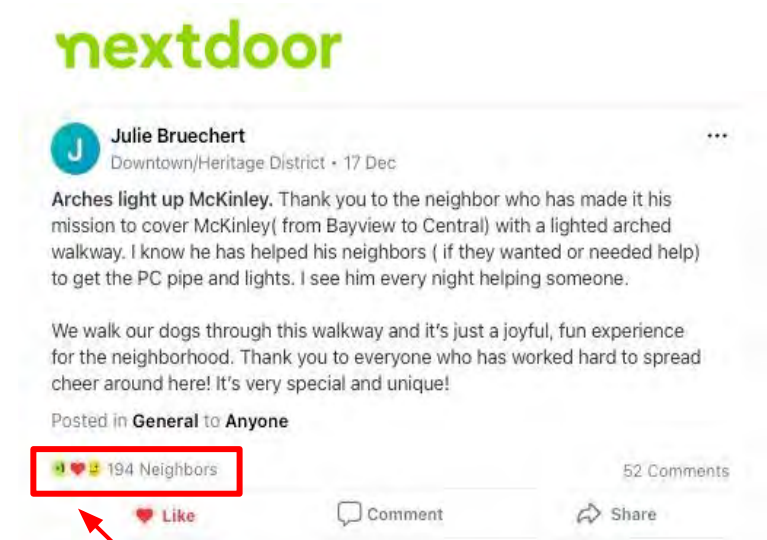 nextdoor
J
Julie Bruechert
...
Downtown/Heritage District • 17 Dec
Arches light up McKinley. Thank you to the neighbor who has made it his
mission to cover McKinley( from Bayview to Central) with a lighted arched
walkway. I know he has helped his neighbors ( if they wanted or needed help)
to get the PC pipe and lights. I see him every night helping someone.
We walk our dogs through this walkway and it's just a joyful, fun experience
for the neighborhood. Thank you to everyone who has worked hard to spread
cheer around here! It's very special and unique!
Posted in General to Anyone
194 Neighbors
52 Comments
Like
Comment
Share